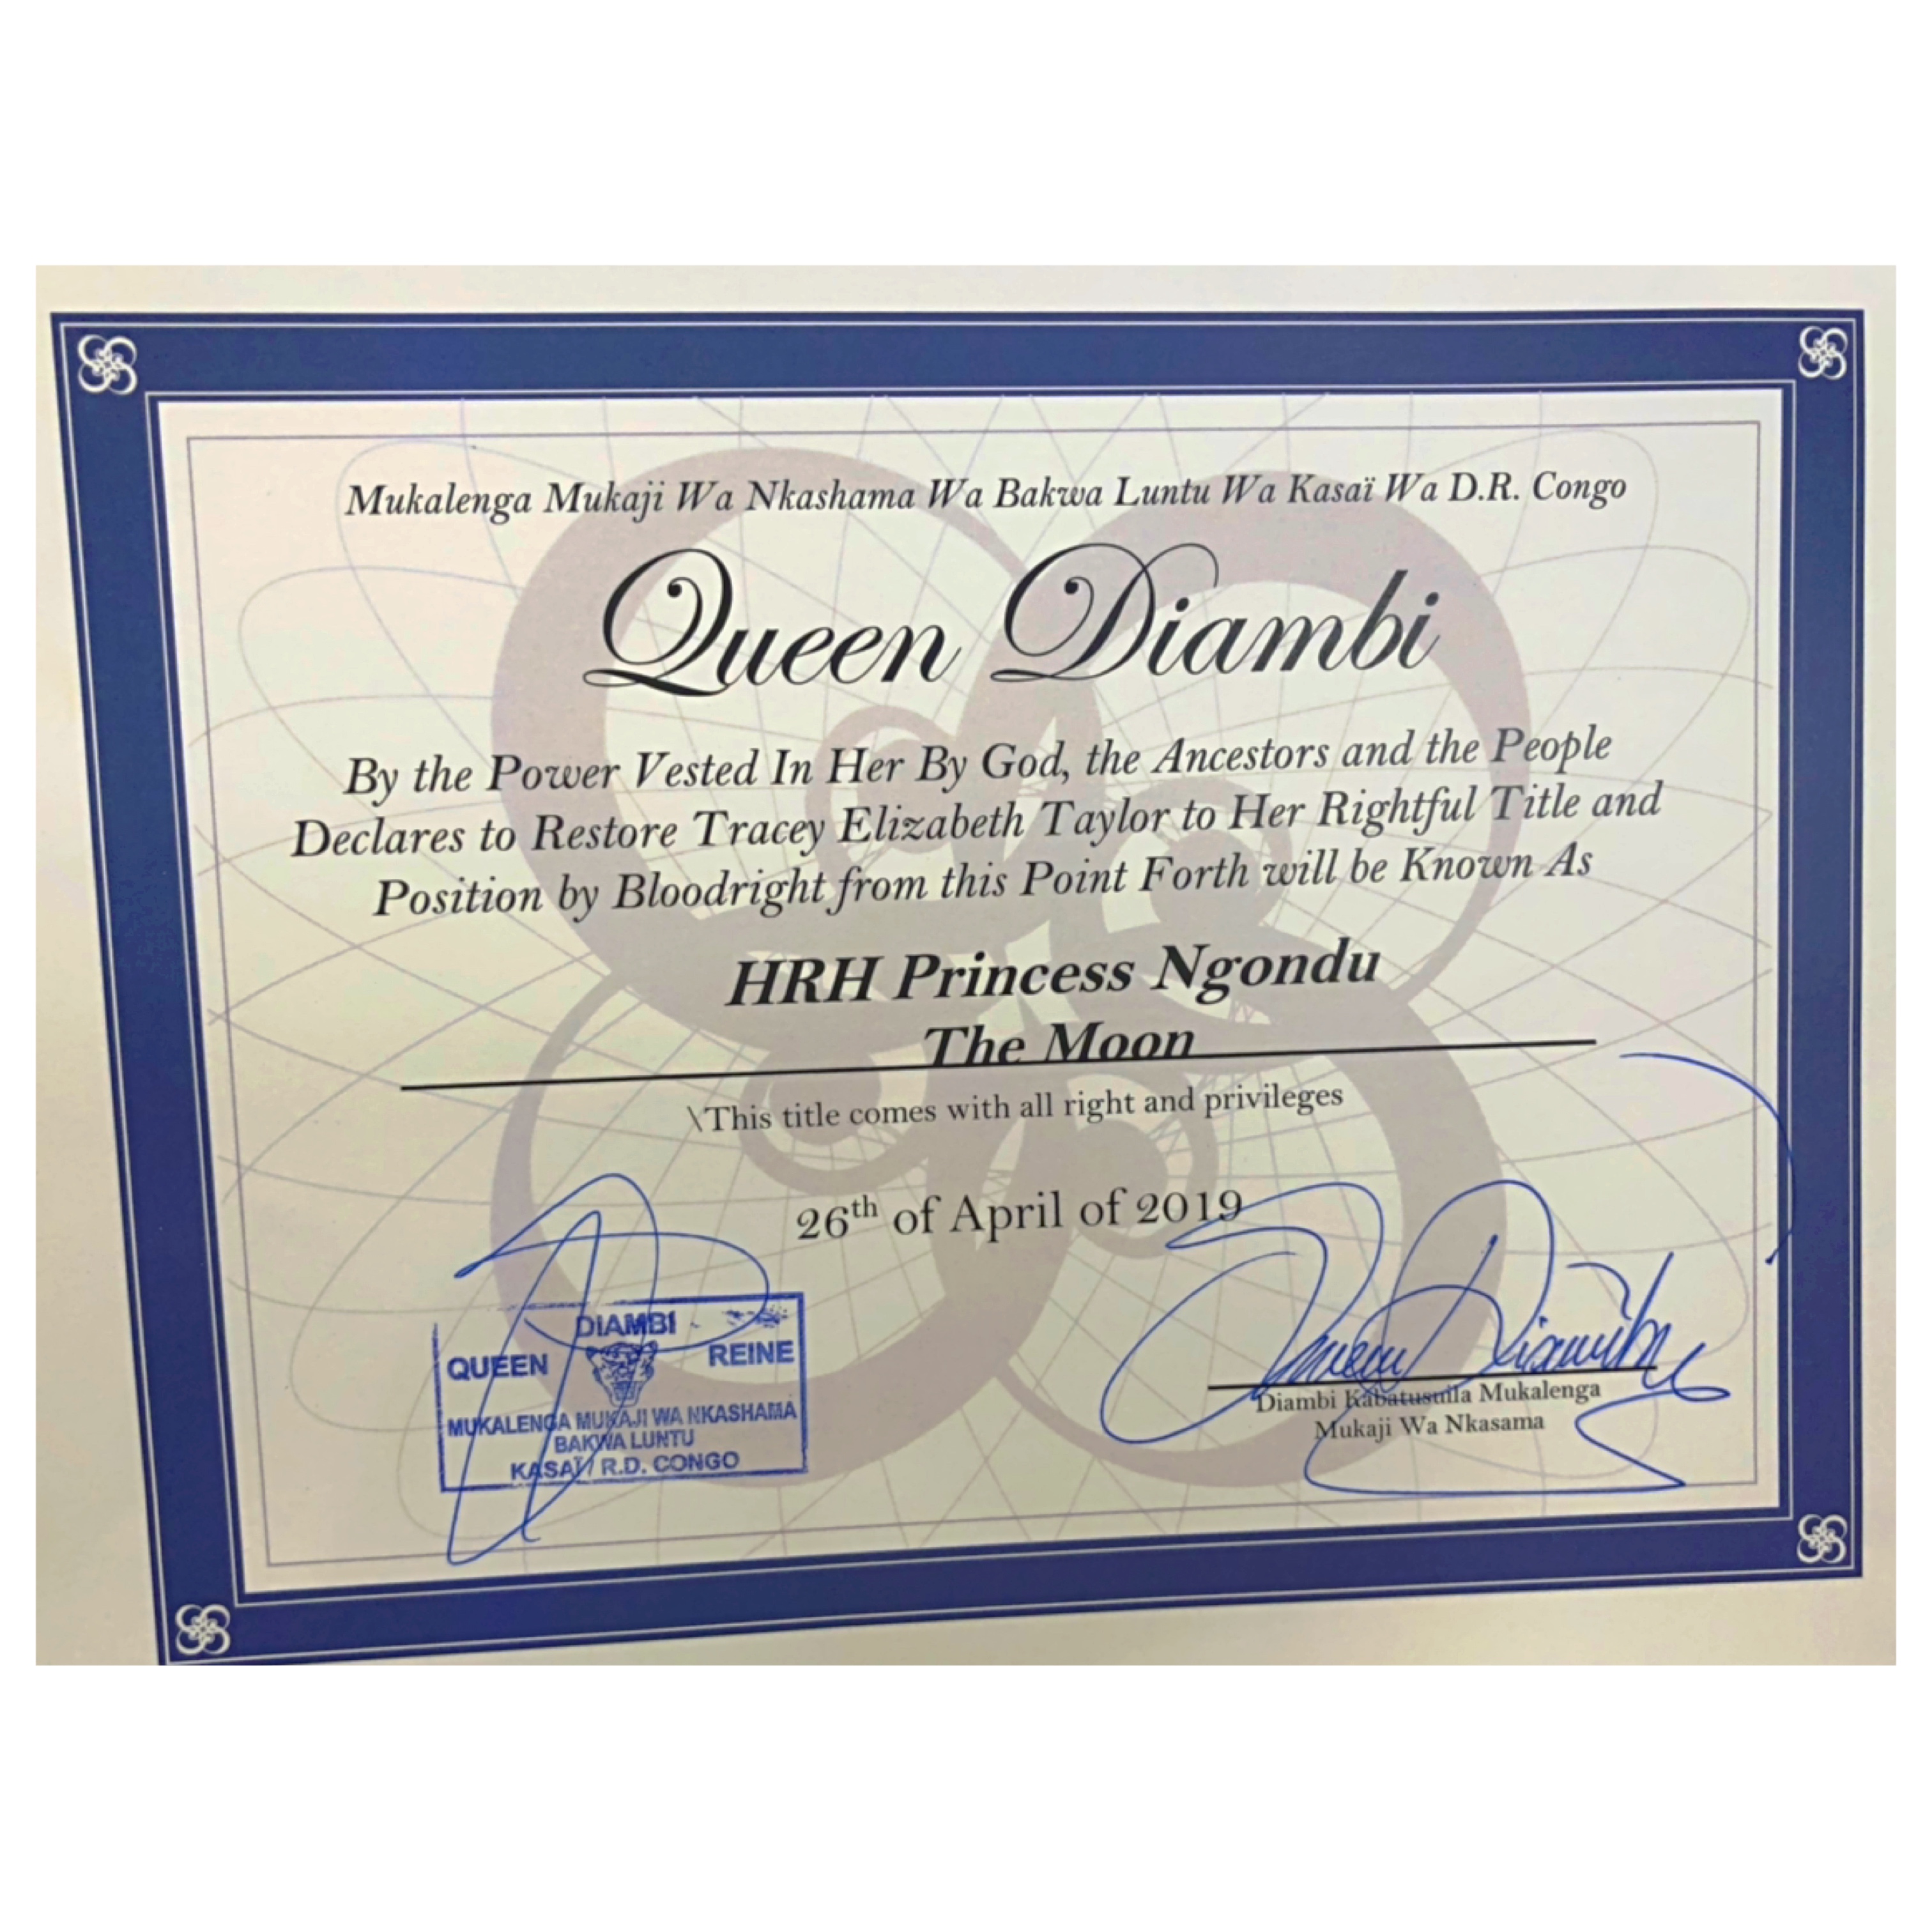 Mukalenga Mukaji Wa Nkashama Wa Bakwa Luntu Wa Kasaï Wa D.R. Congo
Queen Diambi
By the Power Vested In Her By God, the Ancestors and the People
Declares to Restore Tracey Elizabeth Taylor to Her Rightful Title and
Position by Bloodright from this Point Forth will be Known As
HRH Princess Ngondu
The Moon
\This title comes with all right and privileges
26th of April of 2019
DIAMBI
QUEEN REINE
MUKALENGA MUKAJI WA NKASHAMA
BAKWA LUNTU
KASAÏ / R.D. CONGO
Queen Diambi
Diambi Kabatusuila Mukalenga
Mukaji Wa Nkasama